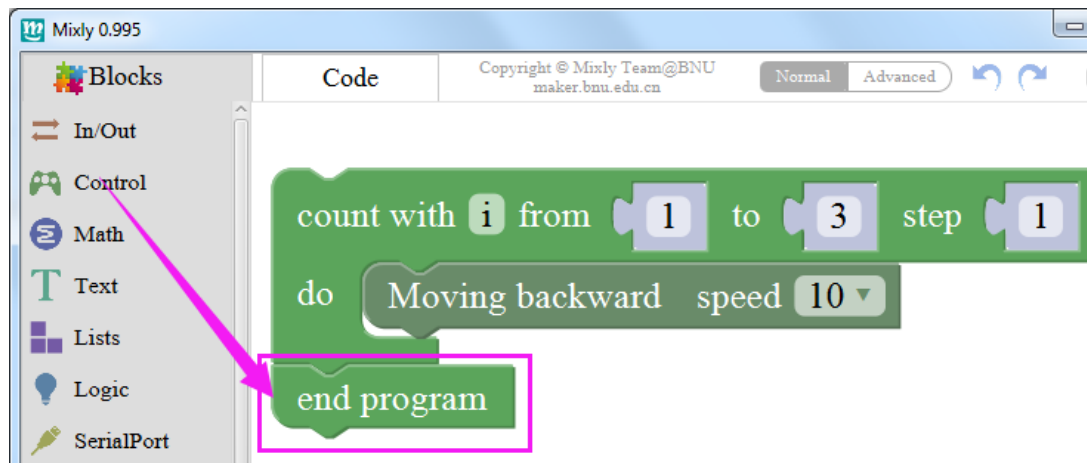 Mixly 0.995
Blocks
Code
Copyright © Mixly Team@BNU
maker.bnu.edu.cn
Normal Advanced
In/Out
Control
Math
Text
Lists
Logic
SerialPort
count with i from 1 to 3 step 1
do Moving backward speed 10
end program